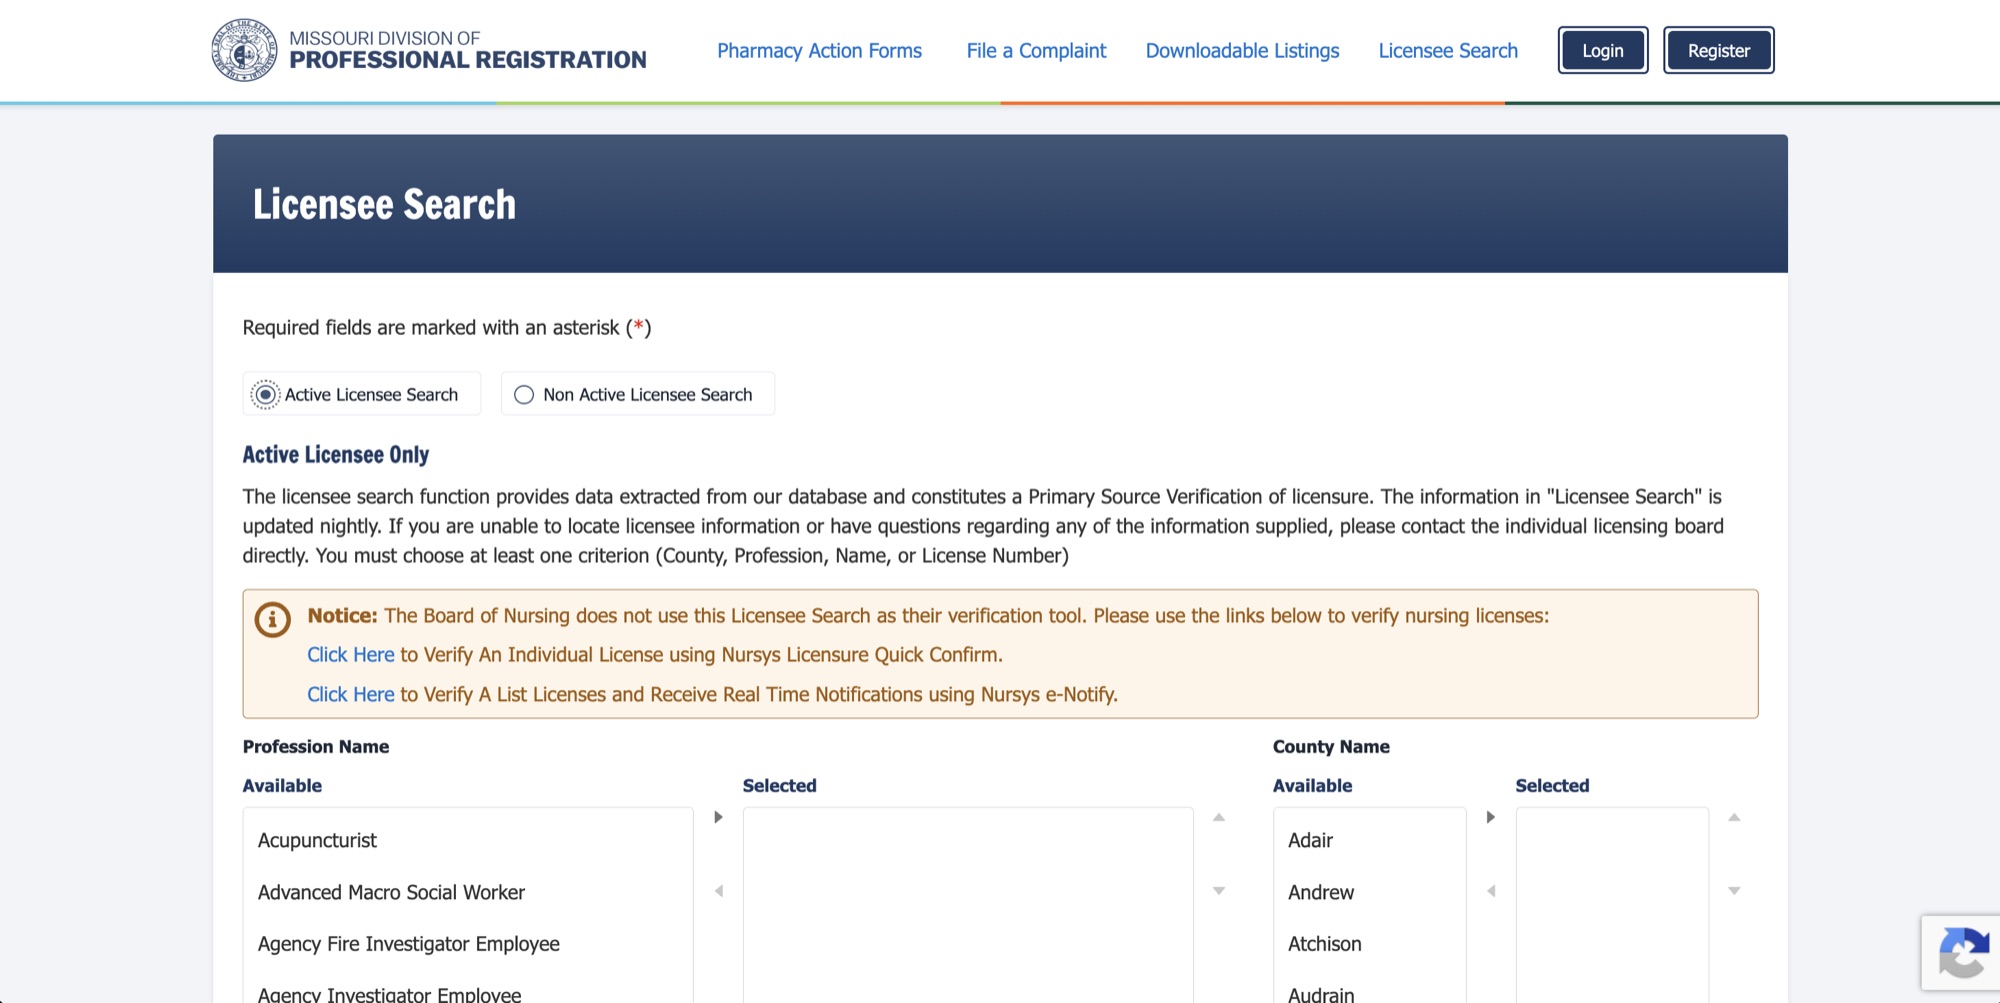 MISSOURI DIVISION OF
PROFESSIONAL REGISTRATION
Pharmacy Action Forms
File a Complaint
Downloadable Listings
Licensee Search
Login
Register
Licensee Search
Required fields are marked with an asterisk (*)
Active Licensee Search
Non Active Licensee Search
Active Licensee Only
The licensee search function provides data extracted from our database and constitutes a Primary Source Verification of licensure. The information in "Licensee Search" is
updated nightly. If you are unable to locate licensee information or have questions regarding any of the information supplied, please contact the individual licensing board
directly. You must choose at least one criterion (County, Profession, Name, or License Number)
Notice: The Board of Nursing does not use this Licensee Search as their verification tool. Please use the links below to verify nursing licenses:
Click Here to Verify An Individual License using Nursys Licensure Quick Confirm.
Click Here to Verify A List Licenses and Receive Real Time Notifications using Nursys e-Notify.
Profession Name
Available
Selected
Acupuncturist
Advanced Macro Social Worker
Agency Fire Investigator Employee
Agency Investigator Employee
County Name
Available
Selected
Adair
Andrew
Atchison
Audrain